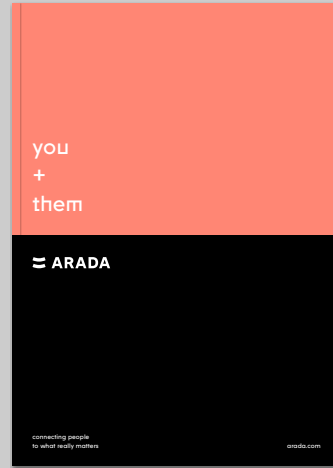 you
+
them
ARADA
connecting people
to what really matters
arada.com